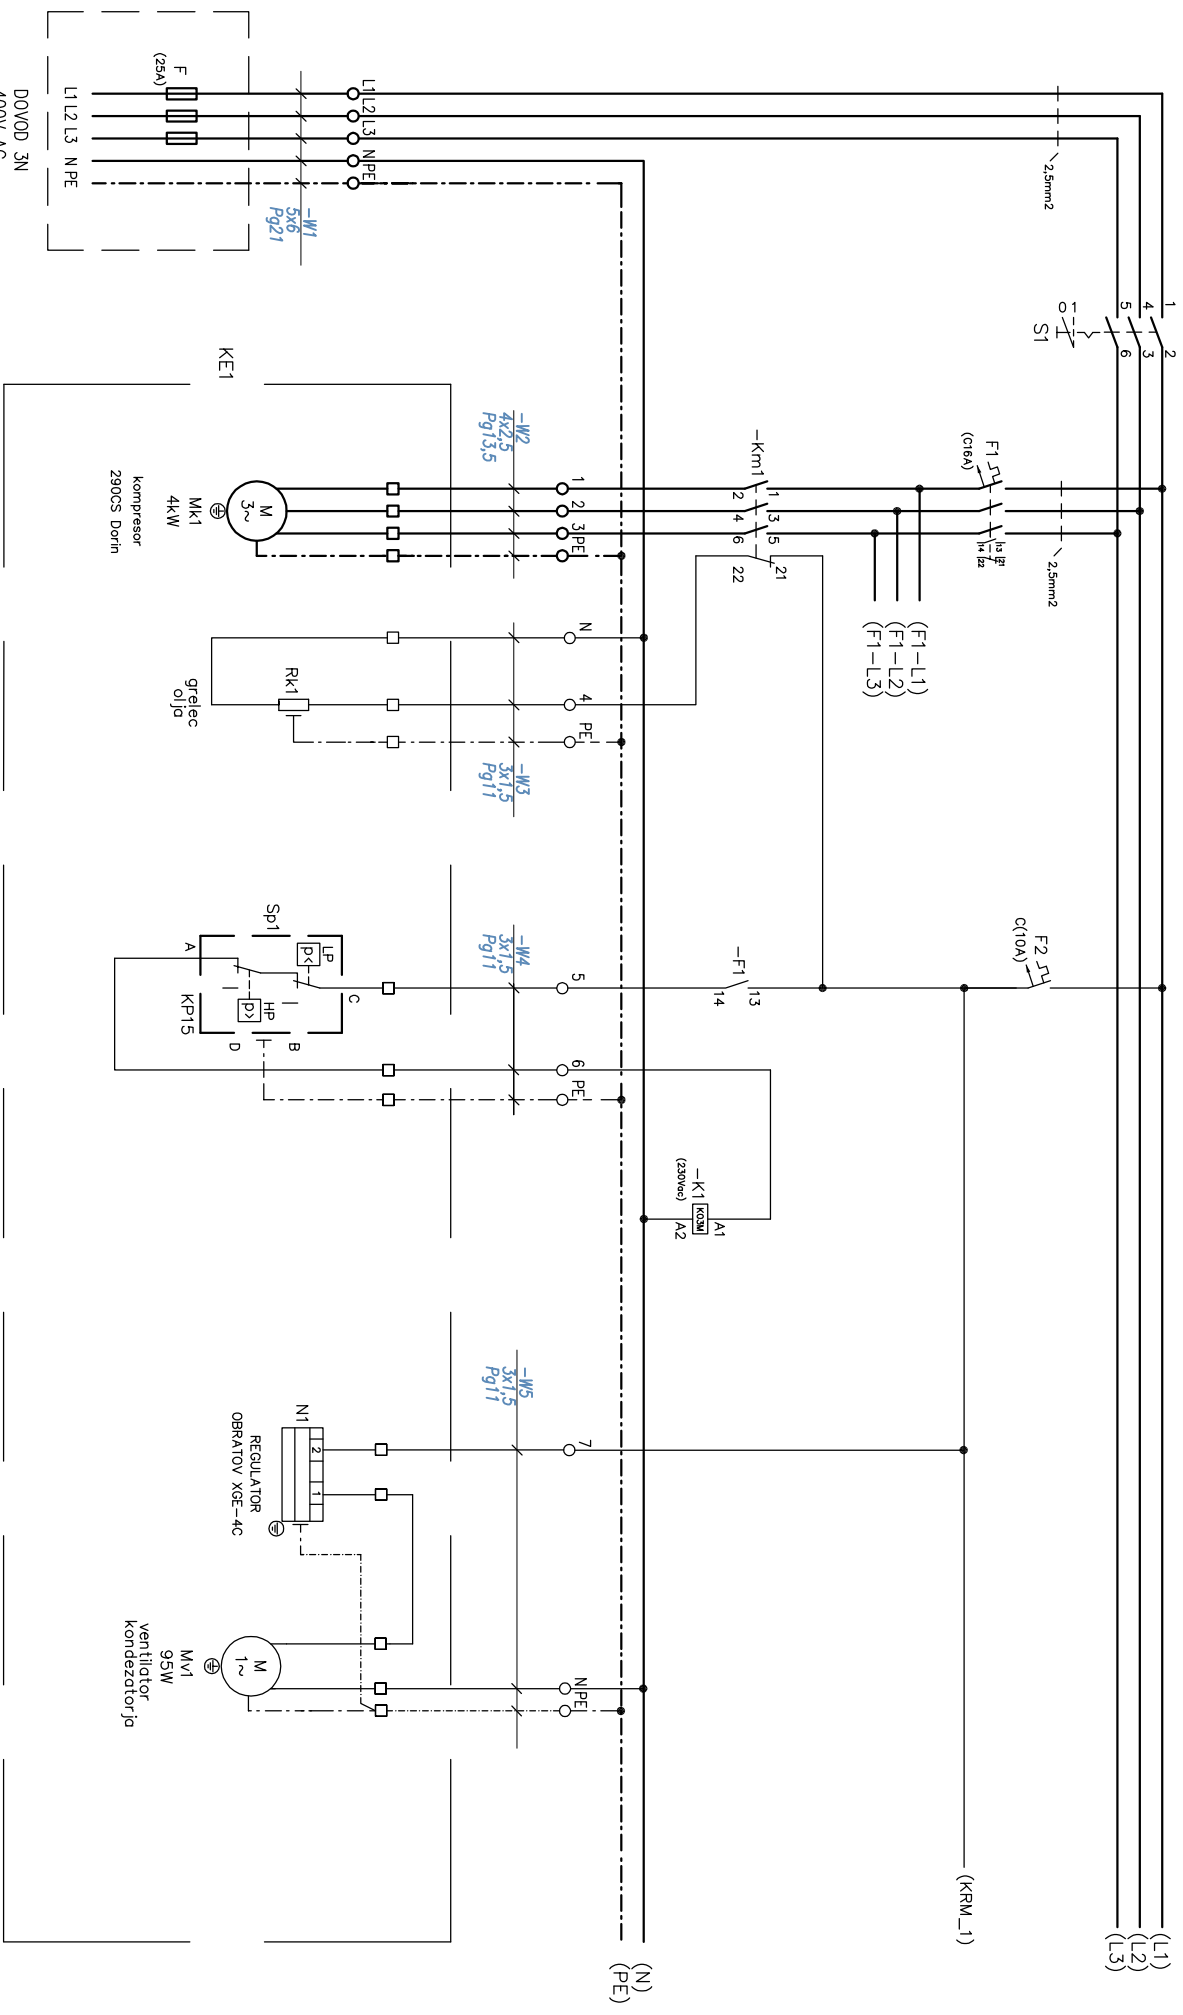 (L1)
(L2)
(L3)
(KRM_1)
(N)
(PE)
2,5mm2
1
2
4
3
5
6
0
1
S1
F1
(C16A)
13
21
14
22
2,5mm2
(F1-L1)
(F1-L2)
(F1-L3)
F2
C(10A)
-Km1
1
3
5
21
2
4
6
22
-F1
13
14
-K1
(230Vac)
K03M
A1
A2
L1
L2
L3
N
PE
F
(25A)
L1 L2 L3 N PE
DOVOD 3N
-W1
5x6
Pg21
1
2
3
PE
-W2
4x2,5
Pg13,5
N
4
PE
-W3
3x1,5
Pg11
5
6
PE
-W4
3x1,5
Pg11
7
N
PE
-W5
3x1,5
Pg11
KE1
M
3~
Mk1
4kW
kompresor
290CS Dorin
Rk1
grelec
olja
Sp1
LP
p<
HP
p>
A
C
B
D
KP15
N1
2
1
REGULATOR
OBRATOV XGE-4C
M
1~
Mv1
95W
ventilator
kondezatorja